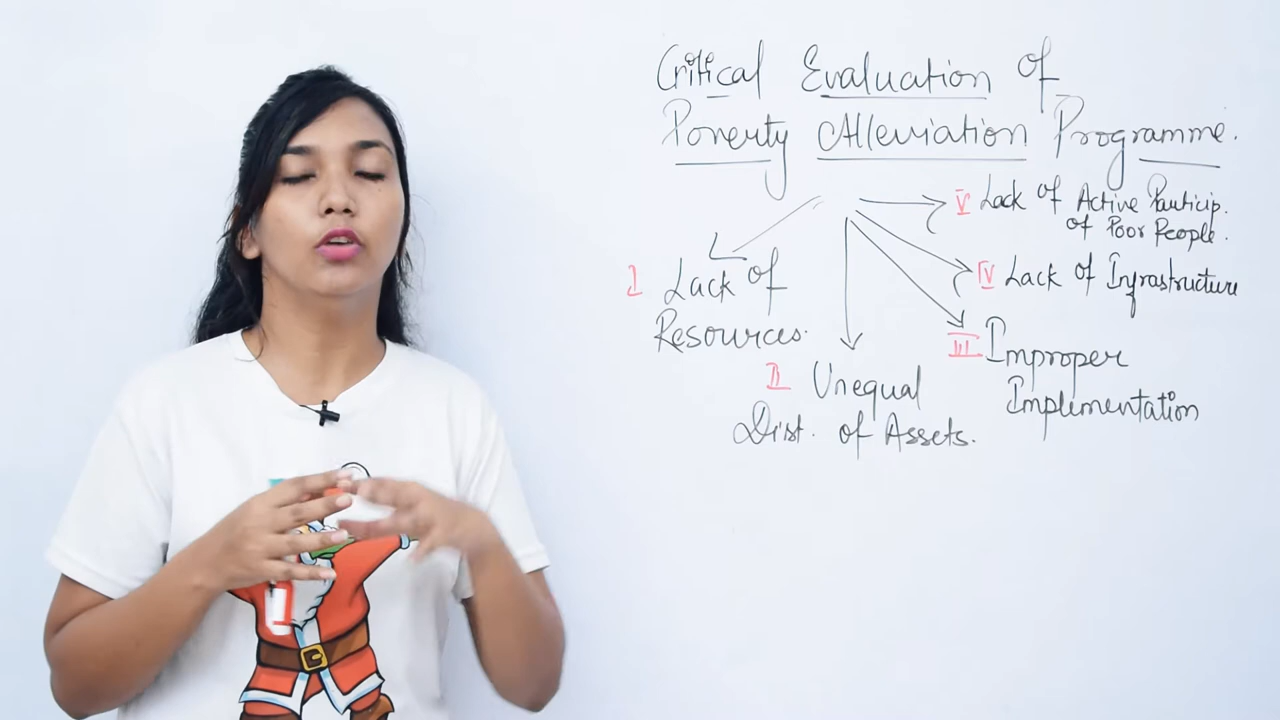 Critical Evaluation of
Poverty Alleviation Programme.
I Lack of
Resources.
II Unequal
Dist. of Assets.
III Improper
Implementation
IV Lack of Infrastructure
V Lack of Active Particip.
of Poor People.